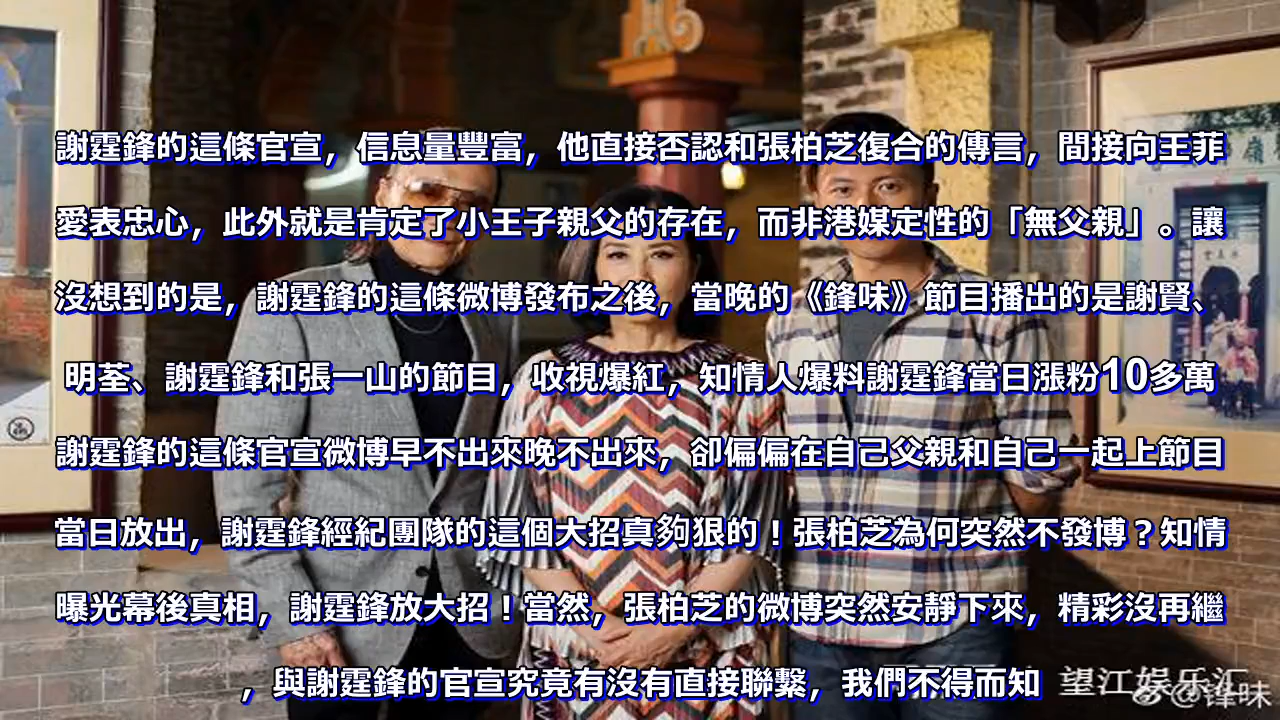 謝霆鋒的這條官宣，信息量豐富，他直接否認和張柏芝復合的傳言，間接向王菲
愛表忠心，此外就是肯定了小王子親父的存在，而非港媒定性的「無父親」。讓
沒想到的是，謝霆鋒的這條微博發布之後，當晚的《鋒味》節目播出的是謝賢、
明荃、謝霆鋒和張一山的節目，收視爆紅，知情人爆料謝霆鋒當日漲粉10多萬
謝霆鋒的這條官宣微博早不出來晚不出來，卻偏偏在自己父親和自己一起上節目
當日放出，謝霆鋒經紀團隊的這個大招真夠狠的！張柏芝為何突然不發博？知情
曝光幕後真相，謝霆鋒放大招！當然，張柏芝的微博突然安靜下來，精彩沒再繼
，與謝霆鋒的官宣究竟有沒有直接聯繫，我們不得而知
望江娱乐汇
@锋味